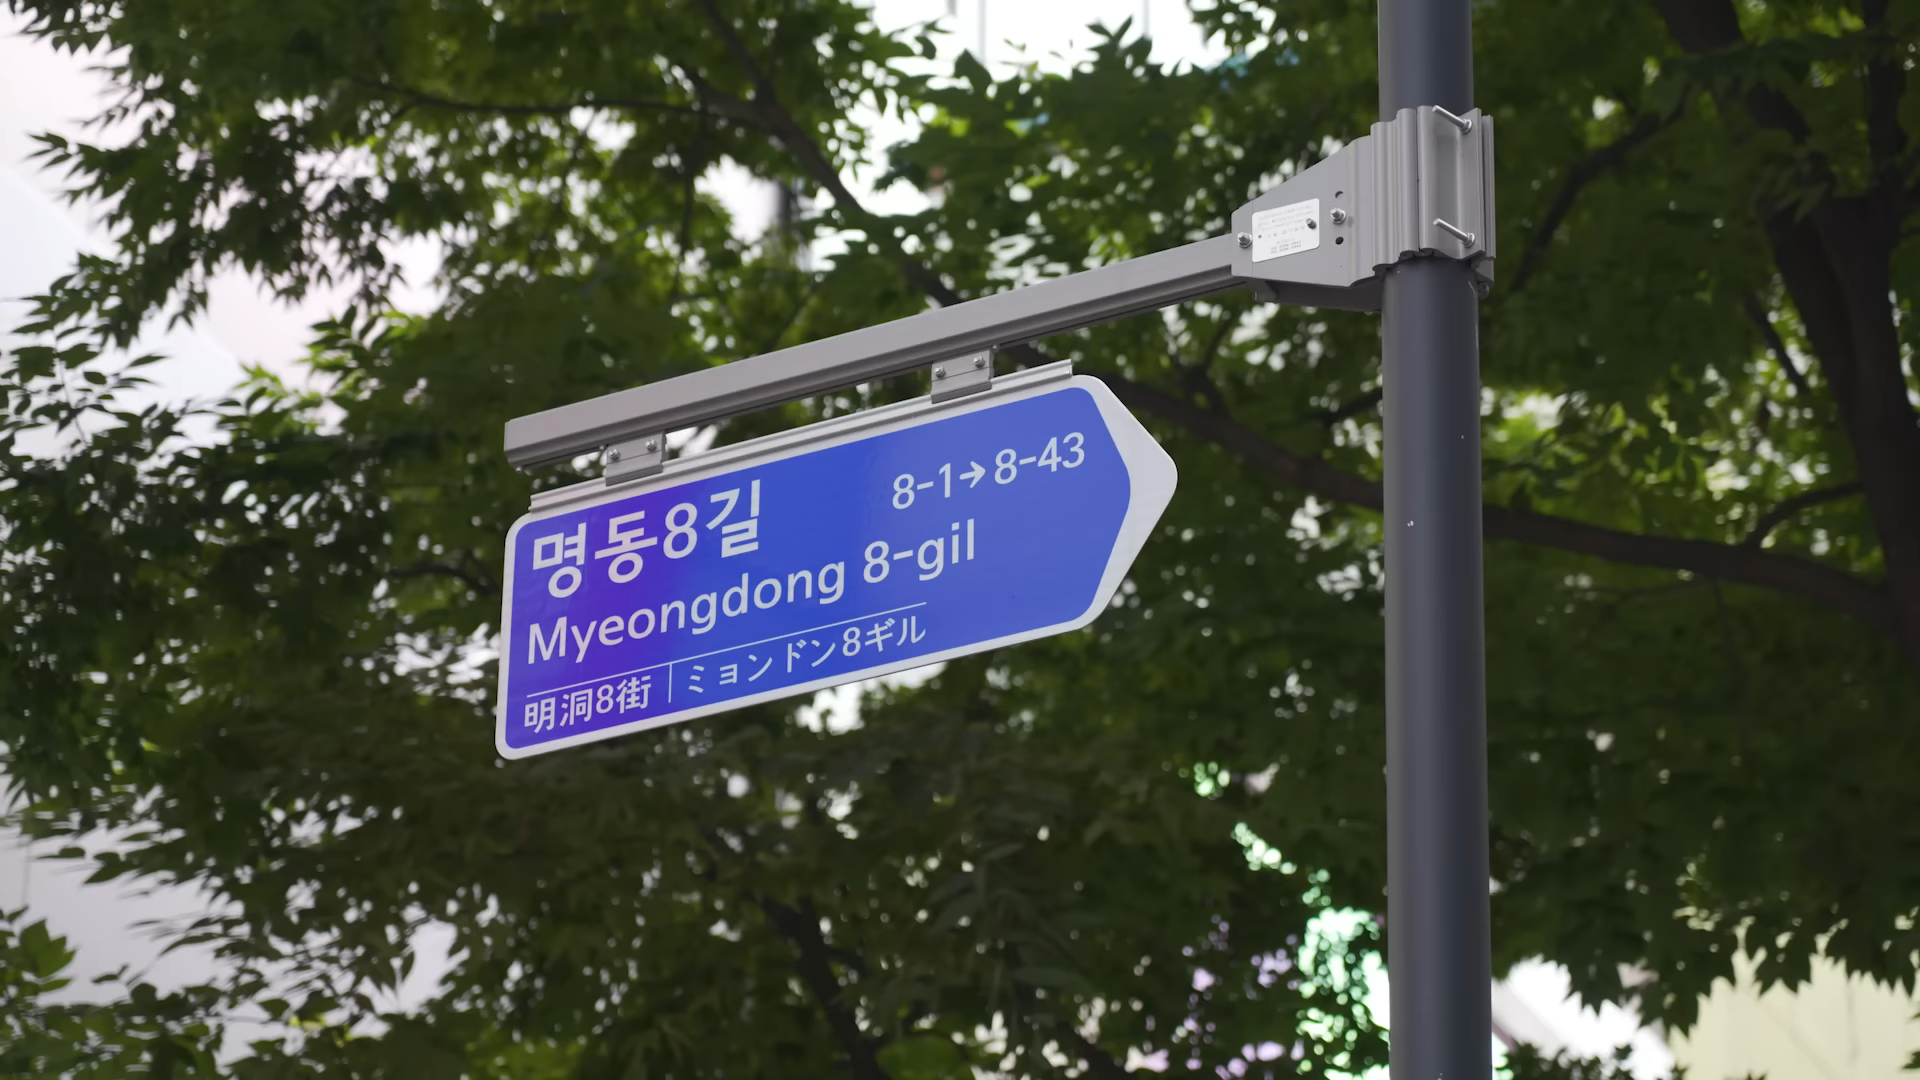 명동8길 8-1→8-43
Myeongdong 8-gil
明洞8街 | ミョンドン8ギル